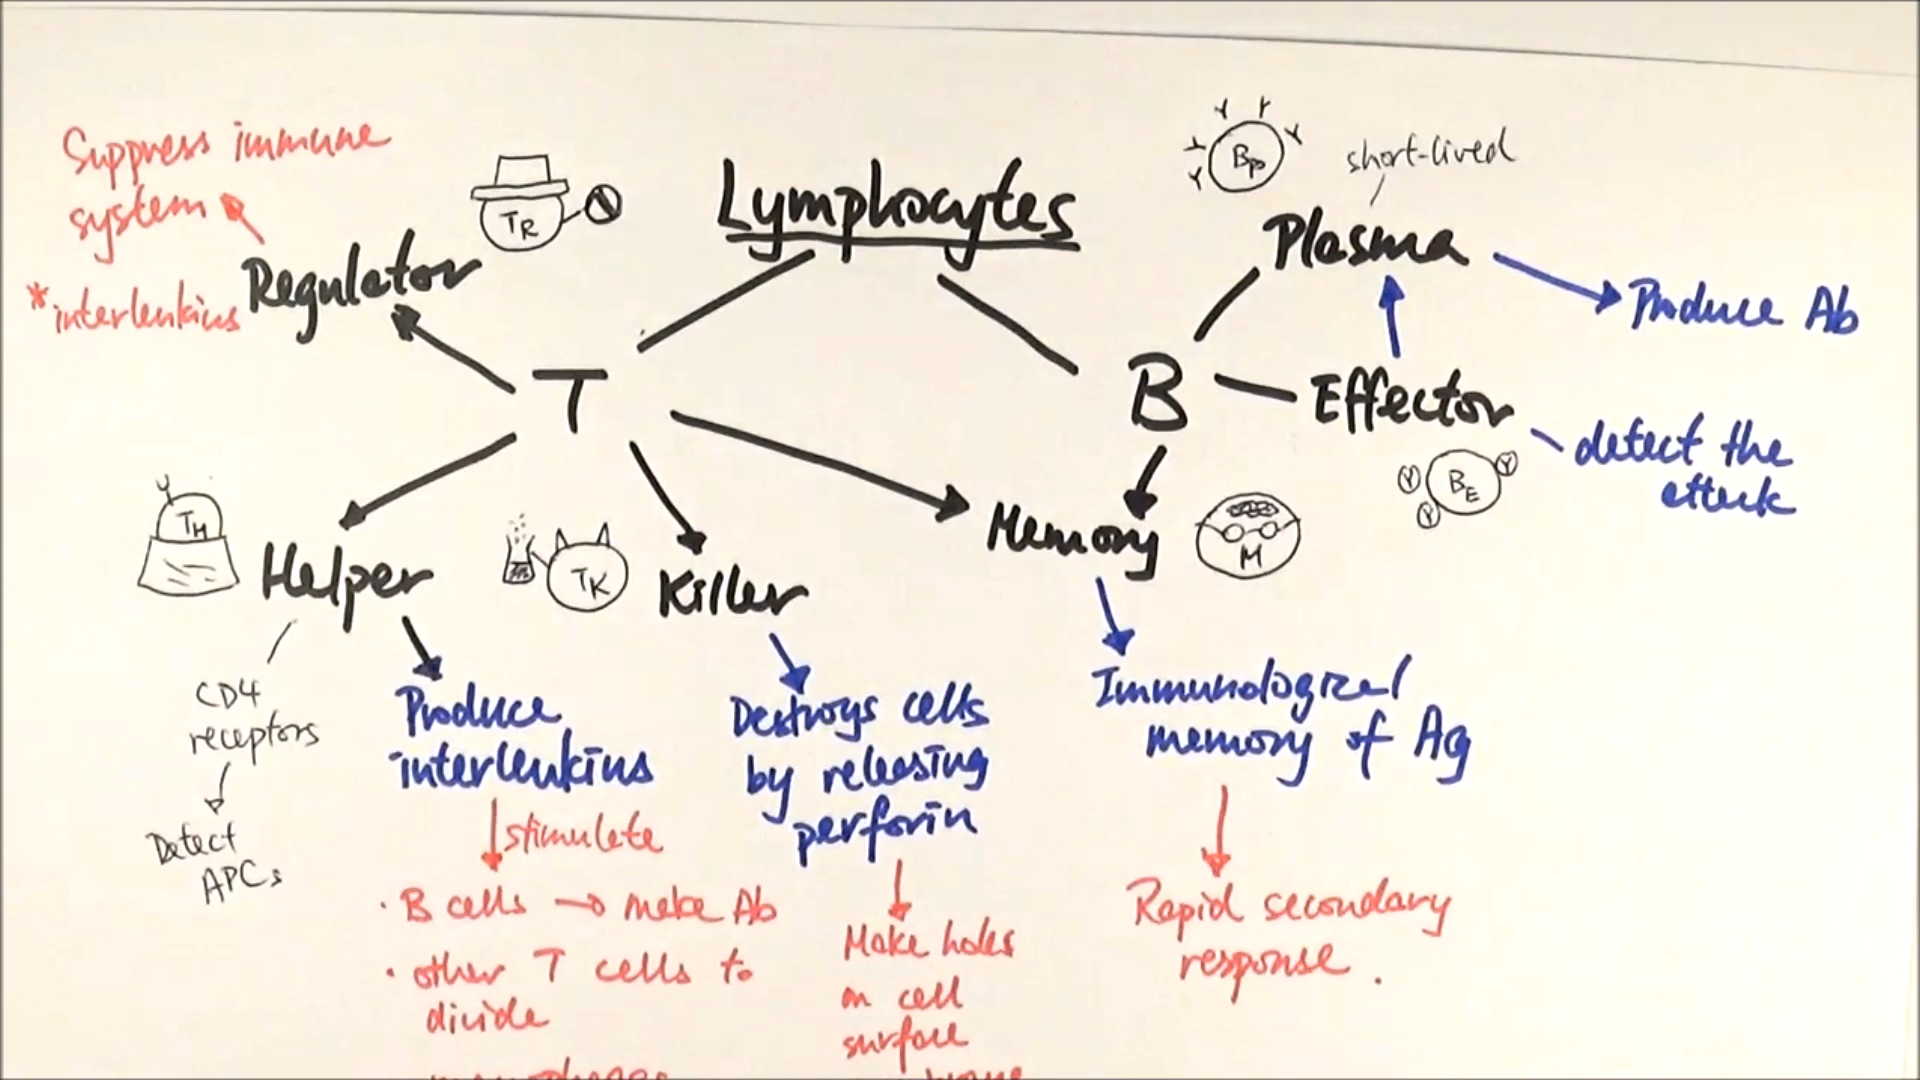 Lymphocytes
Suppress immune
system
*interleukins
Regulator
TR
T
Helper
TH
CD4
receptors
Detect
APCs
Produce
interleukins
stimulate
· B cells → make Ab
· other T cells to
divide
macrophages
TK
Killer
Destroys cells
by releasing
perforin
Make holes
on cell
surface
B
Memory
M
Immunological
memory of Ag
Rapid secondary
response.
Bp
short-lived
Plasma
Produce Ab
Effector
BE
detect the
attack